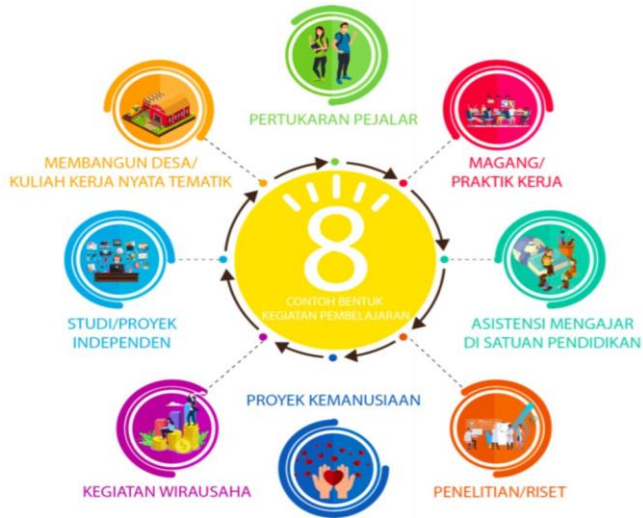 PERTUKARAN PEJALAR
MAGANG/
PRAKTIK KERJA
ASISTENSI MENGAJAR
DI SATUAN PENDIDIKAN
PENELITIAN/RISET
PROYEK KEMANUSIAAN
KEGIATAN WIRAUSAHA
STUDI/PROYEK
INDEPENDEN
MEMBANGUN DESA/
KULIAH KERJA NYATA TEMATIK
8
CONTOH BENTUK
KEGIATAN PEMBELAJARAN